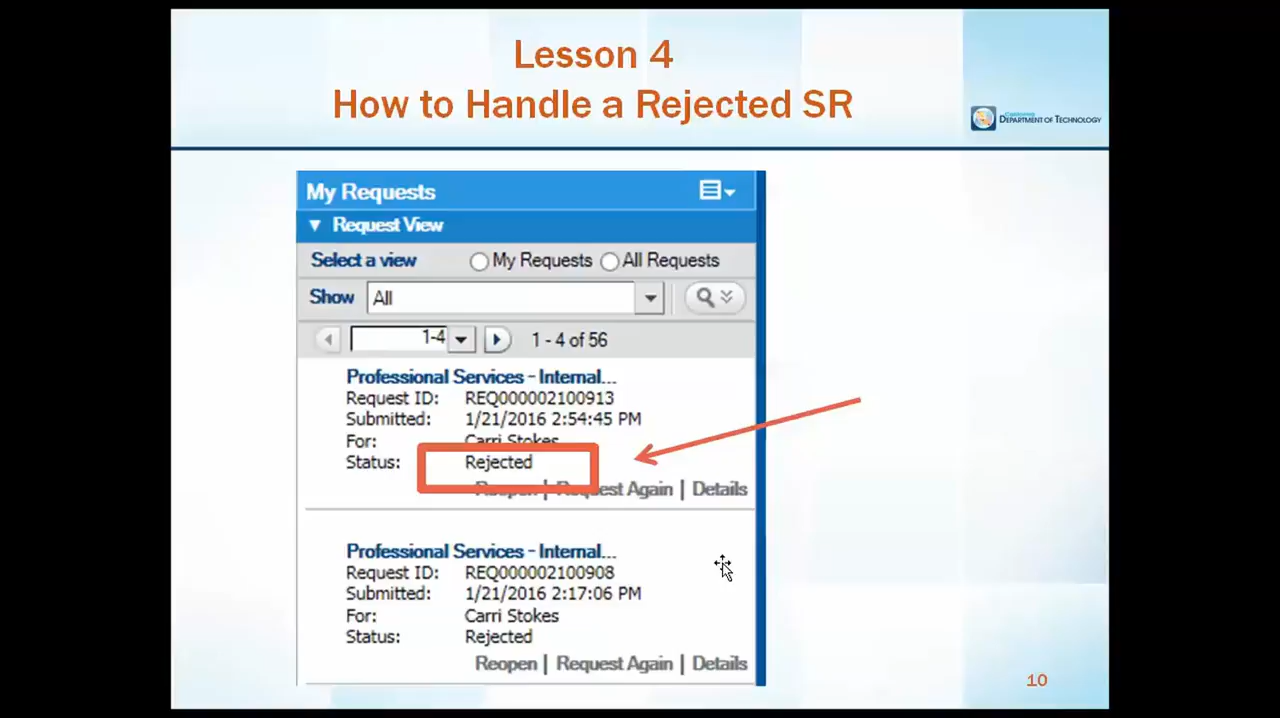 Lesson 4
How to Handle a Rejected SR
DEPARTMENT OF TECHNOLOGY
My Requests
Request View
Select a view My Requests All Requests
Show All
1-4 1 - 4 of 56
Professional Services - Internal...
Request ID: REQ000002100913
Submitted: 1/21/2016 2:54:45 PM
For: Carri Stokes
Status: Rejected
Reopen | Request Again | Details
Professional Services - Internal...
Request ID: REQ000002100908
Submitted: 1/21/2016 2:17:06 PM
For: Carri Stokes
Status: Rejected
Reopen | Request Again | Details
10